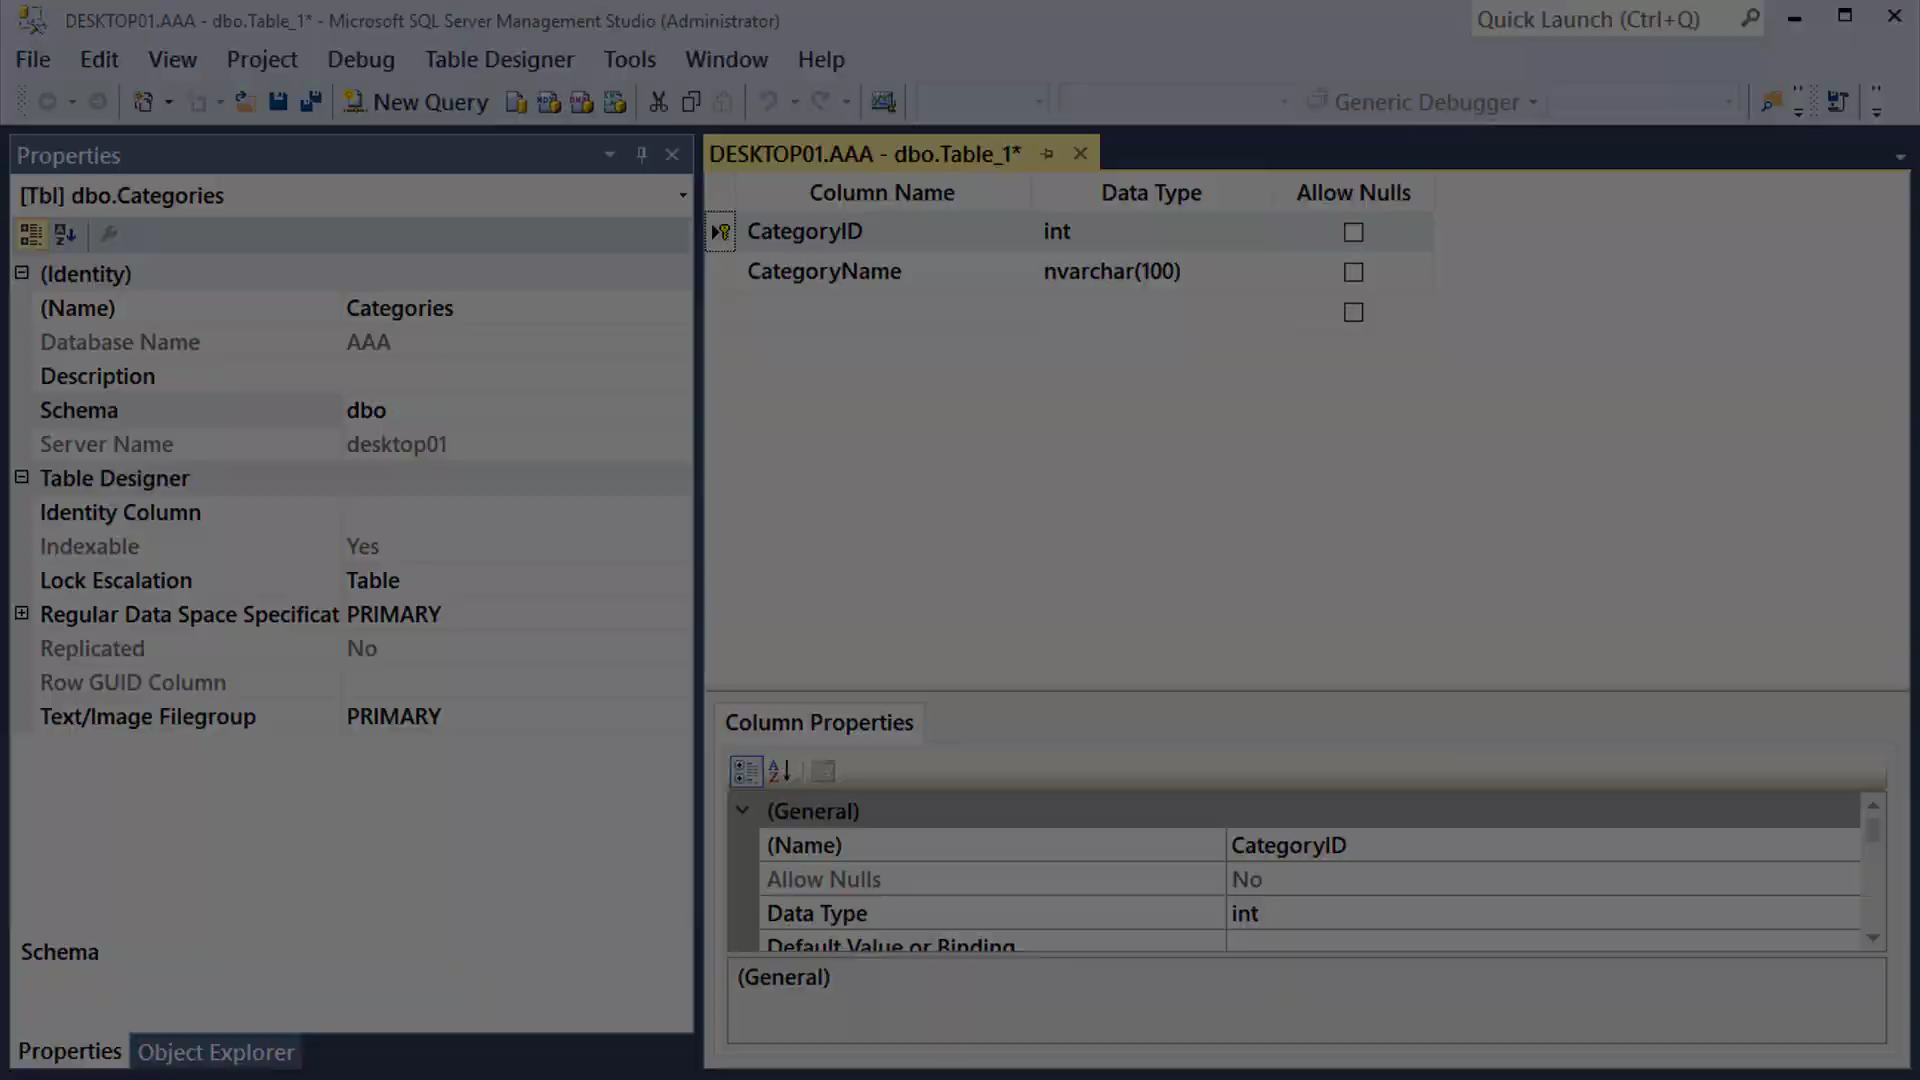 DESKTOP01.AAA - dbo.Table_1* - Microsoft SQL Server Management Studio (Administrator)
Quick Launch (Ctrl+Q)
File Edit View Project Debug Table Designer Tools Window Help
New Query
Generic Debugger
Properties
[Tbl] dbo.Categories
(Identity)
(Name) Categories
Database Name AAA
Description
Schema dbo
Server Name desktop01
Table Designer
Identity Column
Indexable Yes
Lock Escalation Table
Regular Data Space Specificat PRIMARY
Replicated No
Row GUID Column
Text/Image Filegroup PRIMARY
Schema
Properties Object Explorer
DESKTOP01.AAA - dbo.Table_1*
Column Name Data Type Allow Nulls
CategoryID int
CategoryName nvarchar(100)
Column Properties
(General)
(Name) CategoryID
Allow Nulls No
Data Type int
Default Value or Binding
(General)